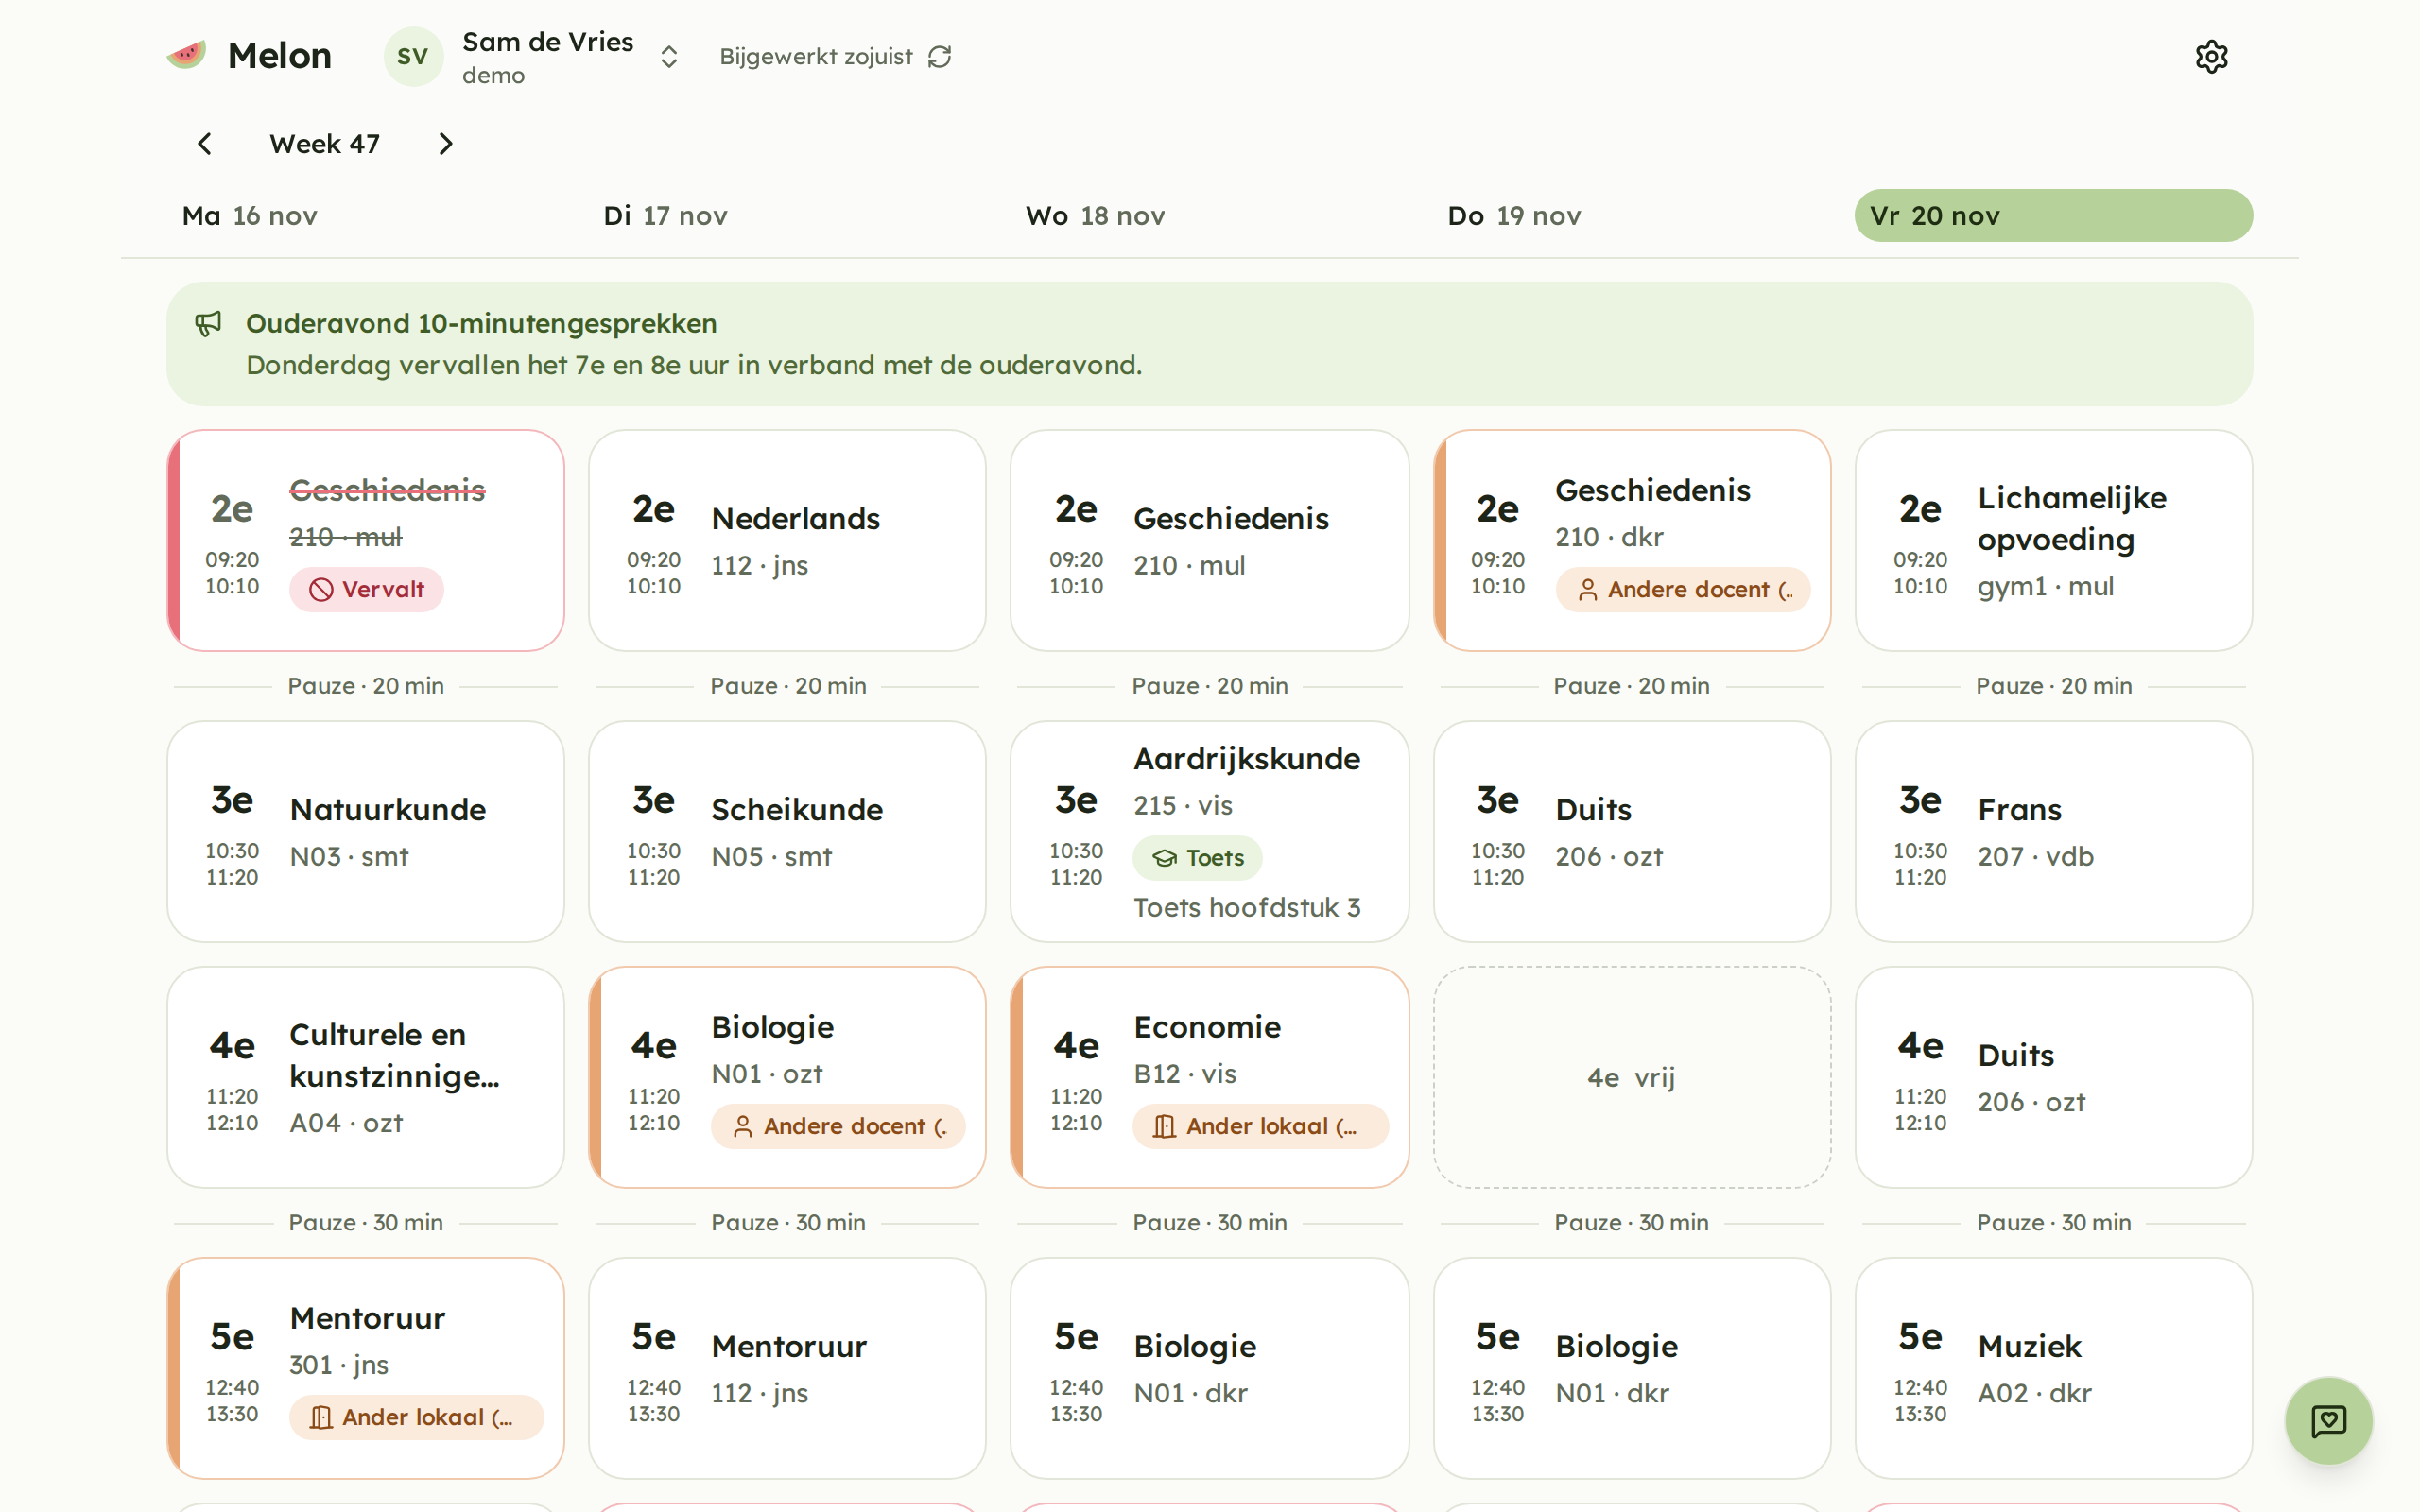 Melon
SV
Sam de Vries
demo
Bijgewerkt zojuist
Week 47
Ma 16 nov
Di 17 nov
Wo 18 nov
Do 19 nov
Vr 20 nov
Ouderavond 10-minutengesprekken
Donderdag vervallen het 7e en 8e uur in verband met de ouderavond.
2e
09:20
10:10
Geschiedenis
210 · mul
Vervalt
2e
09:20
10:10
Nederlands
112 · jns
2e
09:20
10:10
Geschiedenis
210 · mul
2e
09:20
10:10
Geschiedenis
210 · dkr
Andere docent (..
2e
09:20
10:10
Lichamelijke
opvoeding
gym1 · mul
Pauze · 20 min
Pauze · 20 min
Pauze · 20 min
Pauze · 20 min
Pauze · 20 min
3e
10:30
11:20
Natuurkunde
N03 · smt
3e
10:30
11:20
Scheikunde
N05 · smt
3e
10:30
11:20
Aardrijkskunde
215 · vis
Toets
Toets hoofdstuk 3
3e
10:30
11:20
Duits
206 · ozt
3e
10:30
11:20
Frans
207 · vdb
4e
11:20
12:10
Culturele en
kunstzinnige...
A04 · ozt
4e
11:20
12:10
Biologie
N01 · ozt
Andere docent (.
4e
11:20
12:10
Economie
B12 · vis
Ander lokaal (...
4e vrij
4e
11:20
12:10
Duits
206 · ozt
Pauze · 30 min
Pauze · 30 min
Pauze · 30 min
Pauze · 30 min
Pauze · 30 min
5e
12:40
13:30
Mentoruur
301 · jns
Ander lokaal (...
5e
12:40
13:30
Mentoruur
112 · jns
5e
12:40
13:30
Biologie
N01 · dkr
5e
12:40
13:30
Biologie
N01 · dkr
5e
12:40
13:30
Muziek
A02 · dkr